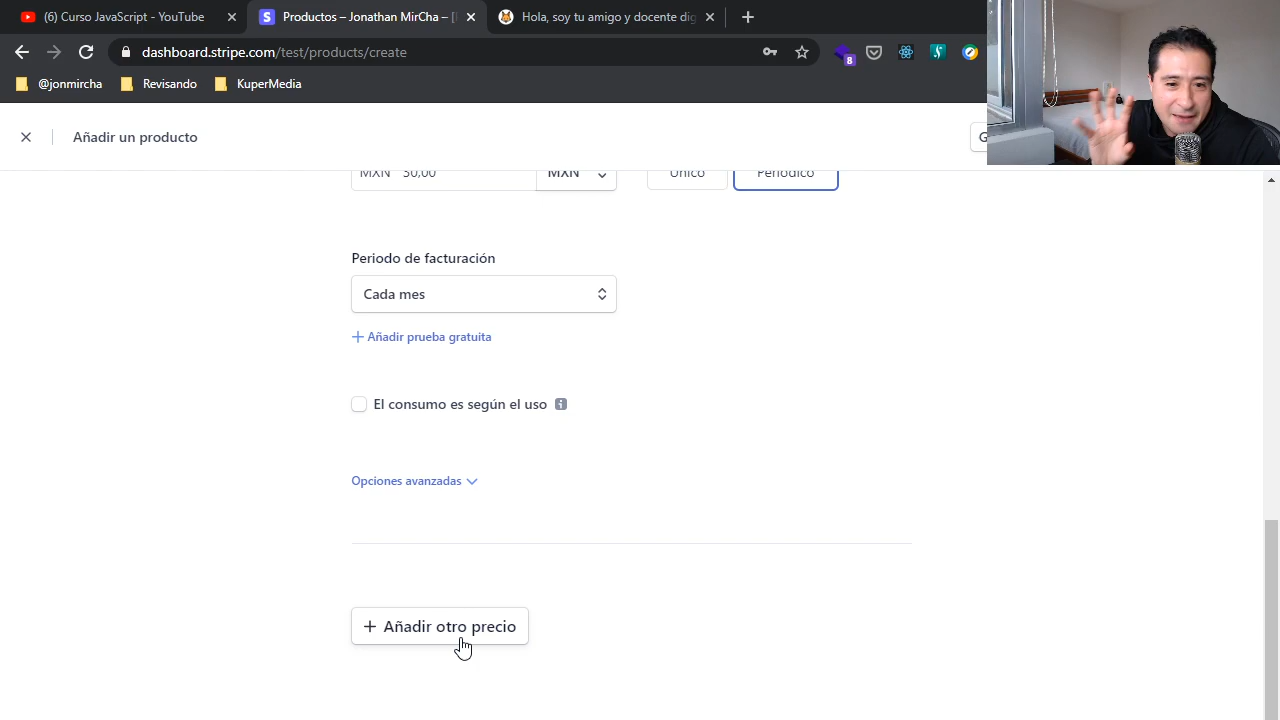 (6) Curso JavaScript - YouTube
Productos – Jonathan MirCha – [
Hola, soy tu amigo y docente dig
dashboard.stripe.com/test/products/create
8
@jonmircha
Revisando
KuperMedia
Añadir un producto
G
MXN 50,00
MXN
Único
Periódico
Periodo de facturación
Cada mes
+ Añadir prueba gratuita
El consumo es según el uso
Opciones avanzadas
+ Añadir otro precio